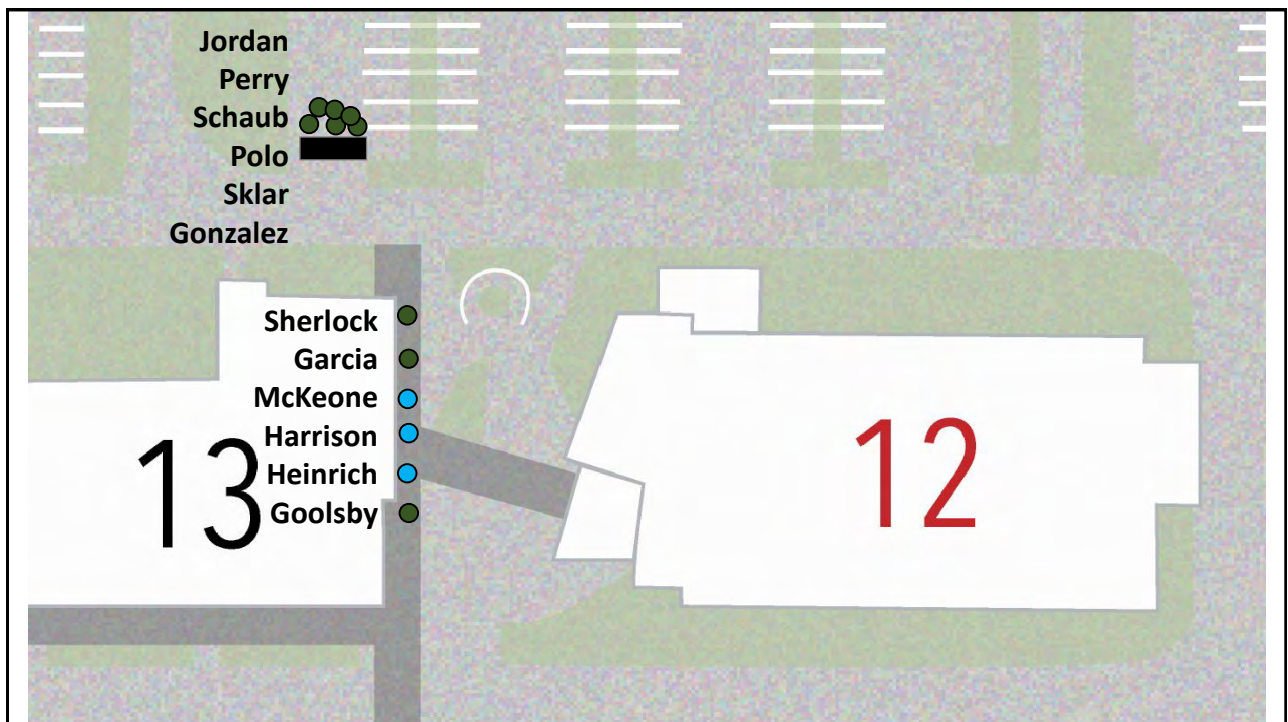 Jordan
Perry
Schaub
Polo
Sklar
Gonzalez
Sherlock
Garcia
McKeone
Harrison
Heinrich
Goolsby
13
12